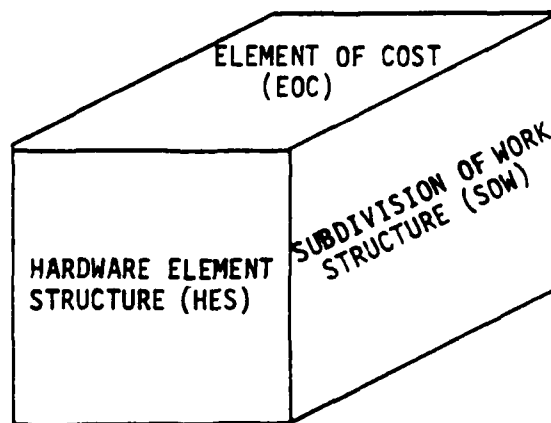 ELEMENT OF COST
(EOC)
HARDWARE ELEMENT
STRUCTURE (HES)
SUBDIVISION OF WORK
STRUCTURE (SOW)